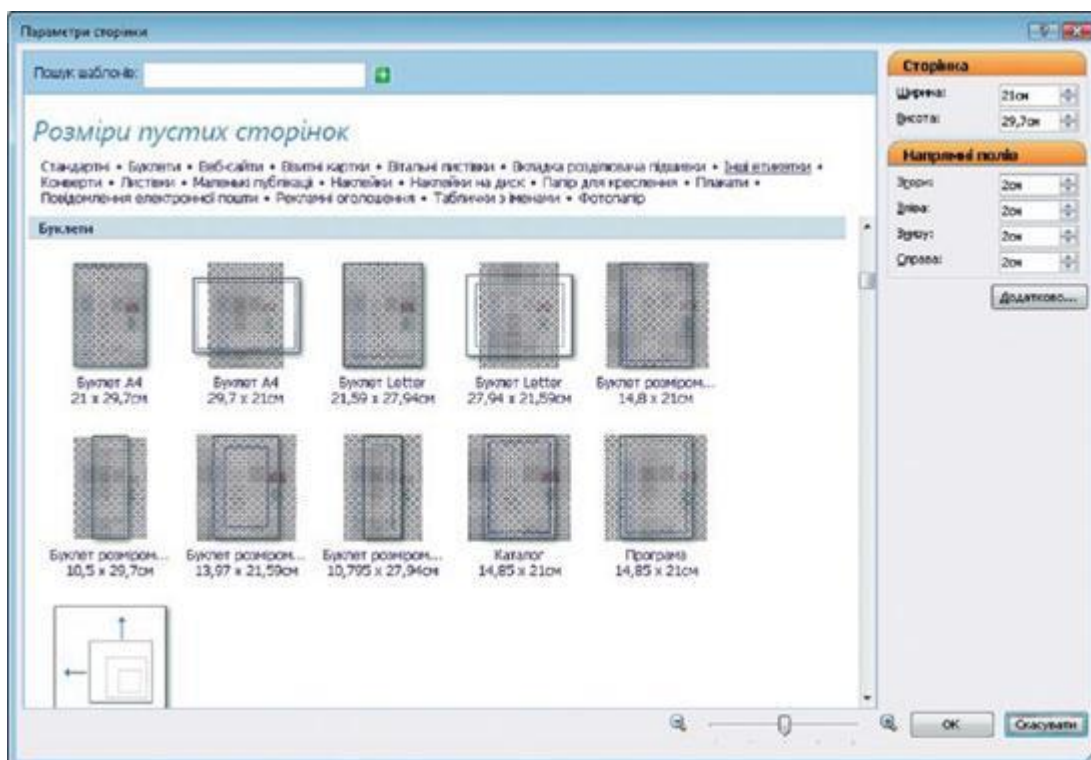 Параметри сторінки
Пошук шаблонів:
Розміри пустих сторінок
Стандартні • Буклети • Веб-сайти • Візитні картки • Вітальні листівки • Вкладка розділювача підшивки • Інші етикетки •
Конверти • Листівки • Маленькі публікації • Наклейки • Наклейки на диск • Папір для креслення • Плакати •
Повідомлення електронної пошти • Рекламні оголошення • Таблички з іменами • Фотопапір
Буклети
Буклет A4
21 x 29,7см
Буклет A4
29,7 x 21см
Буклет Letter
21,59 x 27,94см
Буклет Letter
27,94 x 21,59см
Буклет розміром...
14,8 x 21см
Буклет розміром...
10,5 x 29,7см
Буклет розміром...
13,97 x 21,59см
Буклет розміром...
10,795 x 27,94см
Каталог
14,85 x 21см
Програма
14,85 x 21см
Сторінка
Ширина: 21см
Висота: 29,7см
Напрямні полів
Згори: 2см
Зліва: 2см
Знизу: 2см
Справа: 2см
Додатково...
ОК
Скасувати